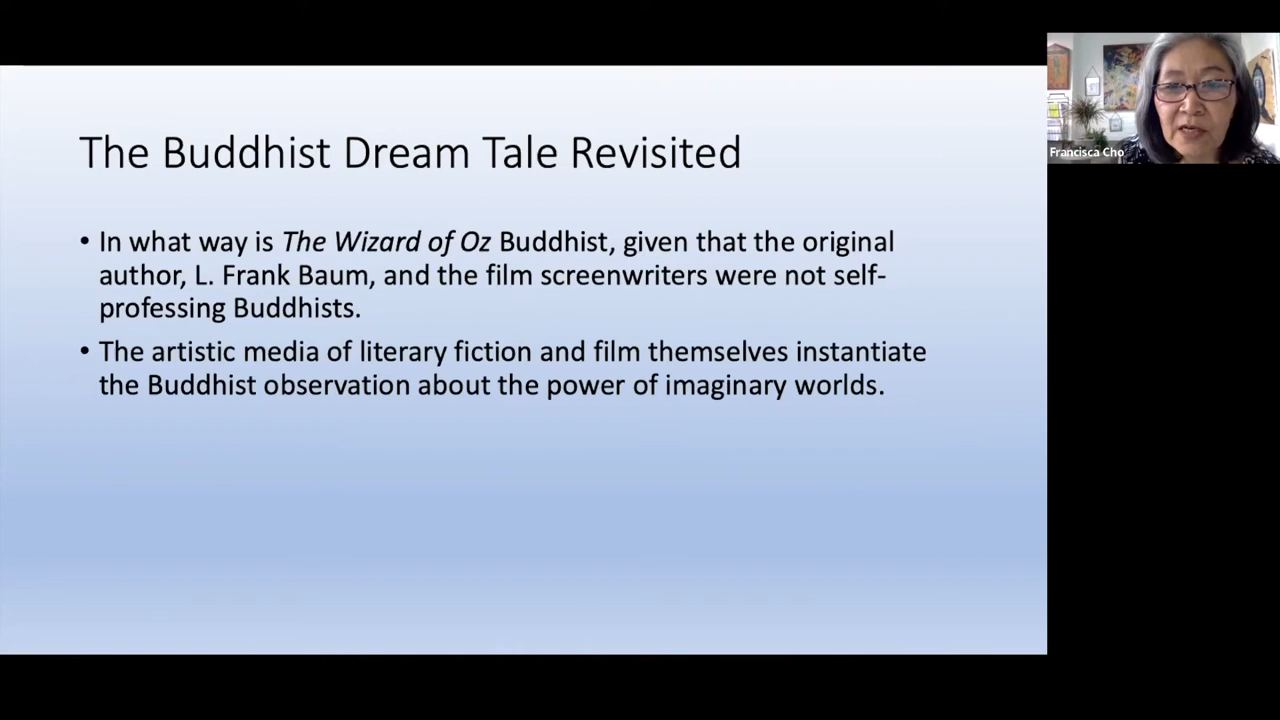 The Buddhist Dream Tale Revisited
• In what way is The Wizard of Oz Buddhist, given that the original
author, L. Frank Baum, and the film screenwriters were not self-
professing Buddhists.
• The artistic media of literary fiction and film themselves instantiate
the Buddhist observation about the power of imaginary worlds.
Francisca Cho